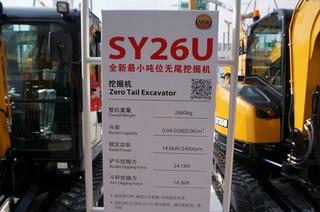 SY26U
全新最小吨位无尾挖掘机
挖掘机
Zero Tail Excavator
整机重量
Overall Weight
2680kg
斗容
Bucket Capacity
0.04-0.08(0.06)m³
额定功率
Rated Power
14.6kW/2400rpm
铲斗挖掘力
Bucket Digging Force
24.1KN
斗杆挖掘力
Arm Digging Force
14.3KN